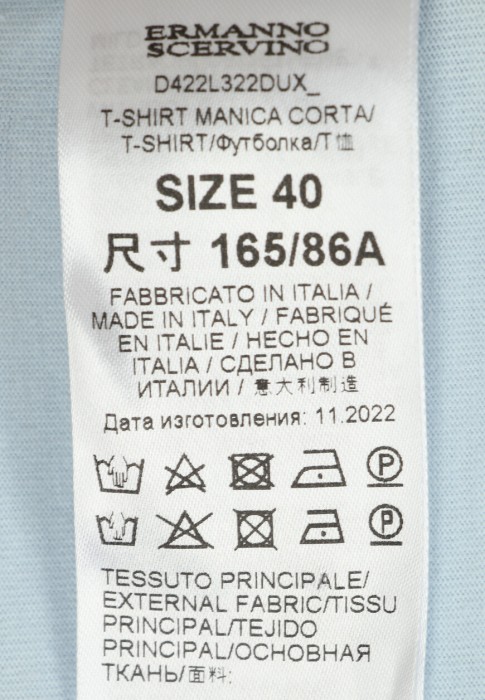 ERMANNO
SCERVINO
D422L322DUX_
T-SHIRT MANICA CORTA/
T-SHIRT/Футболка/T恤
SIZE 40
尺寸 165/86A
FABBRICATO IN ITALIA /
MADE IN ITALY / FABRIQUÉ
EN ITALIE / HECHO EN
ITALIA / СДЕЛАНО В
ИТАЛИИ / 意大利制造
Дата изготовления: 11.2022
P
P
TESSUTO PRINCIPALE/
EXTERNAL FABRIC/TISSU
PRINCIPAL/TEJIDO
PRINCIPAL/ОСНОВНАЯ
ТКАНЬ/面料: